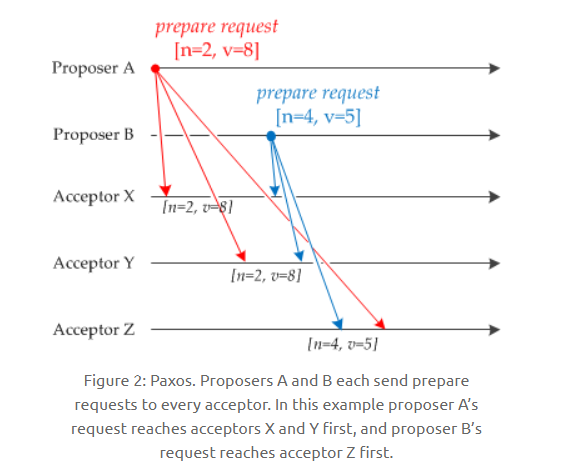 prepare request
[n=2, v=8]
Proposer A
prepare request
[n=4, v=5]
Proposer B
Acceptor X
[n=2, v=8]
Acceptor Y
[n=2, v=8]
Acceptor Z
[n=4, v=5]
Figure 2: Paxos. Proposers A and B each send prepare
requests to every acceptor. In this example proposer A’s
request reaches acceptors X and Y first, and proposer B’s
request reaches acceptor Z first.